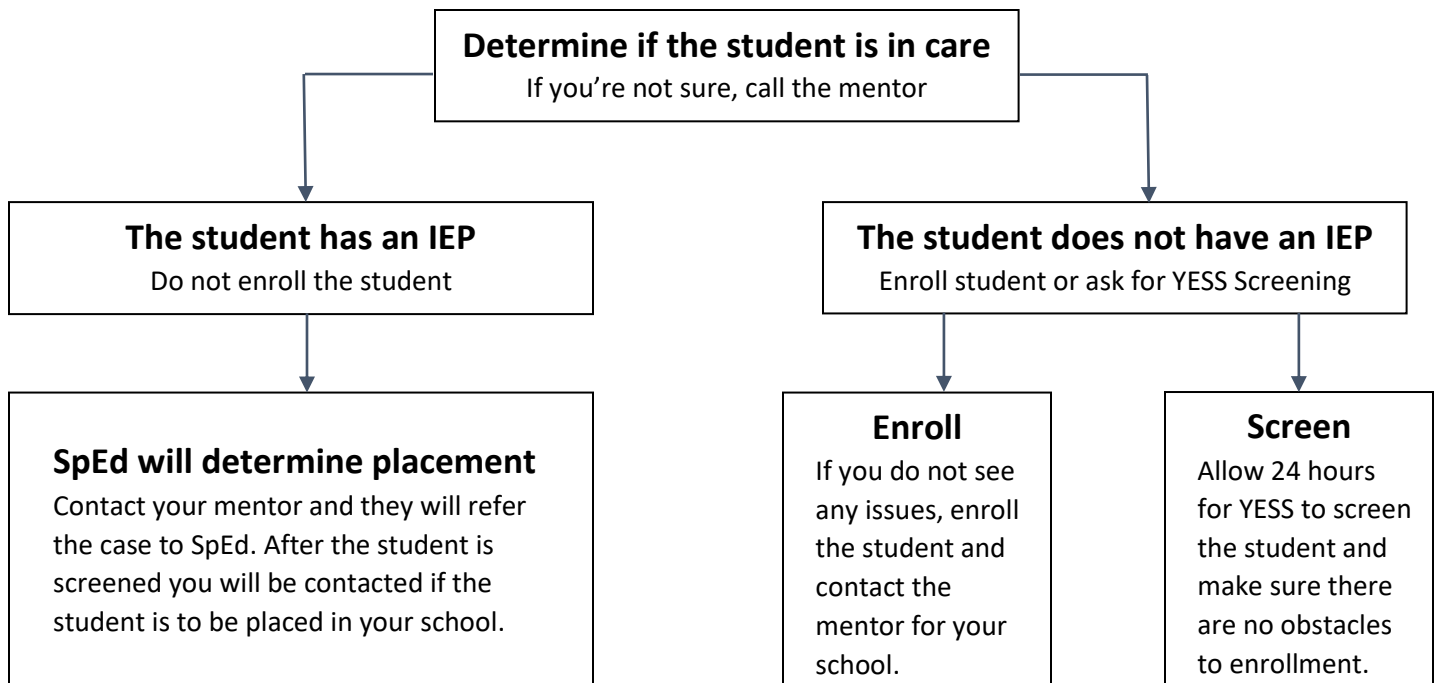 Determine if the student is in care
If you’re not sure, call the mentor
The student has an IEP
Do not enroll the student
The student does not have an IEP
Enroll student or ask for YESS Screening
SpEd will determine placement
Contact your mentor and they will refer
the case to SpEd. After the student is
screened you will be contacted if the
student is to be placed in your school.
Enroll
If you do not see
any issues, enroll
the student and
contact the
mentor for your
school.
Screen
Allow 24 hours
for YESS to screen
the student and
make sure there
are no obstacles
to enrollment.